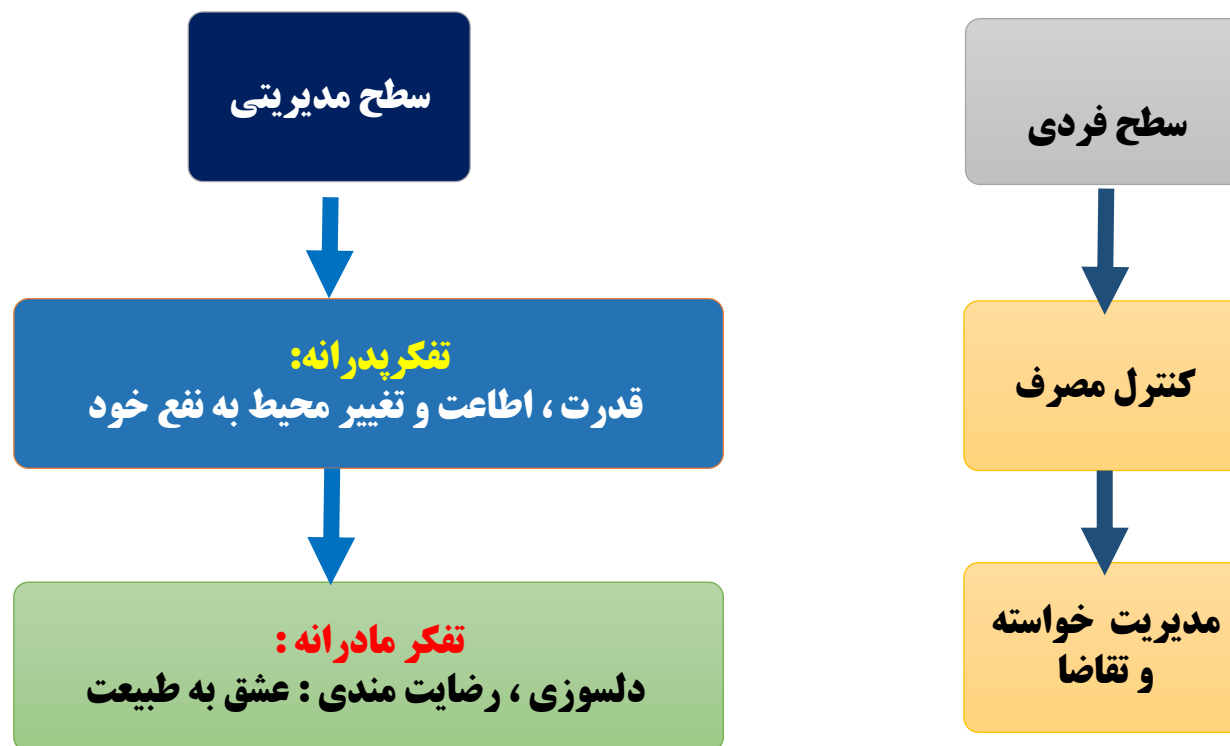 سطح فردی
کنترل مصرف
مدیریت خواسته
و تقاضا
سطح مدیریتی
تفکرپدرانه:
قدرت ، اطاعت و تغییر محیط به نفع خود
تفکر مادرانه :
دلسوزی ، رضایت مندی : عشق به طبیعت